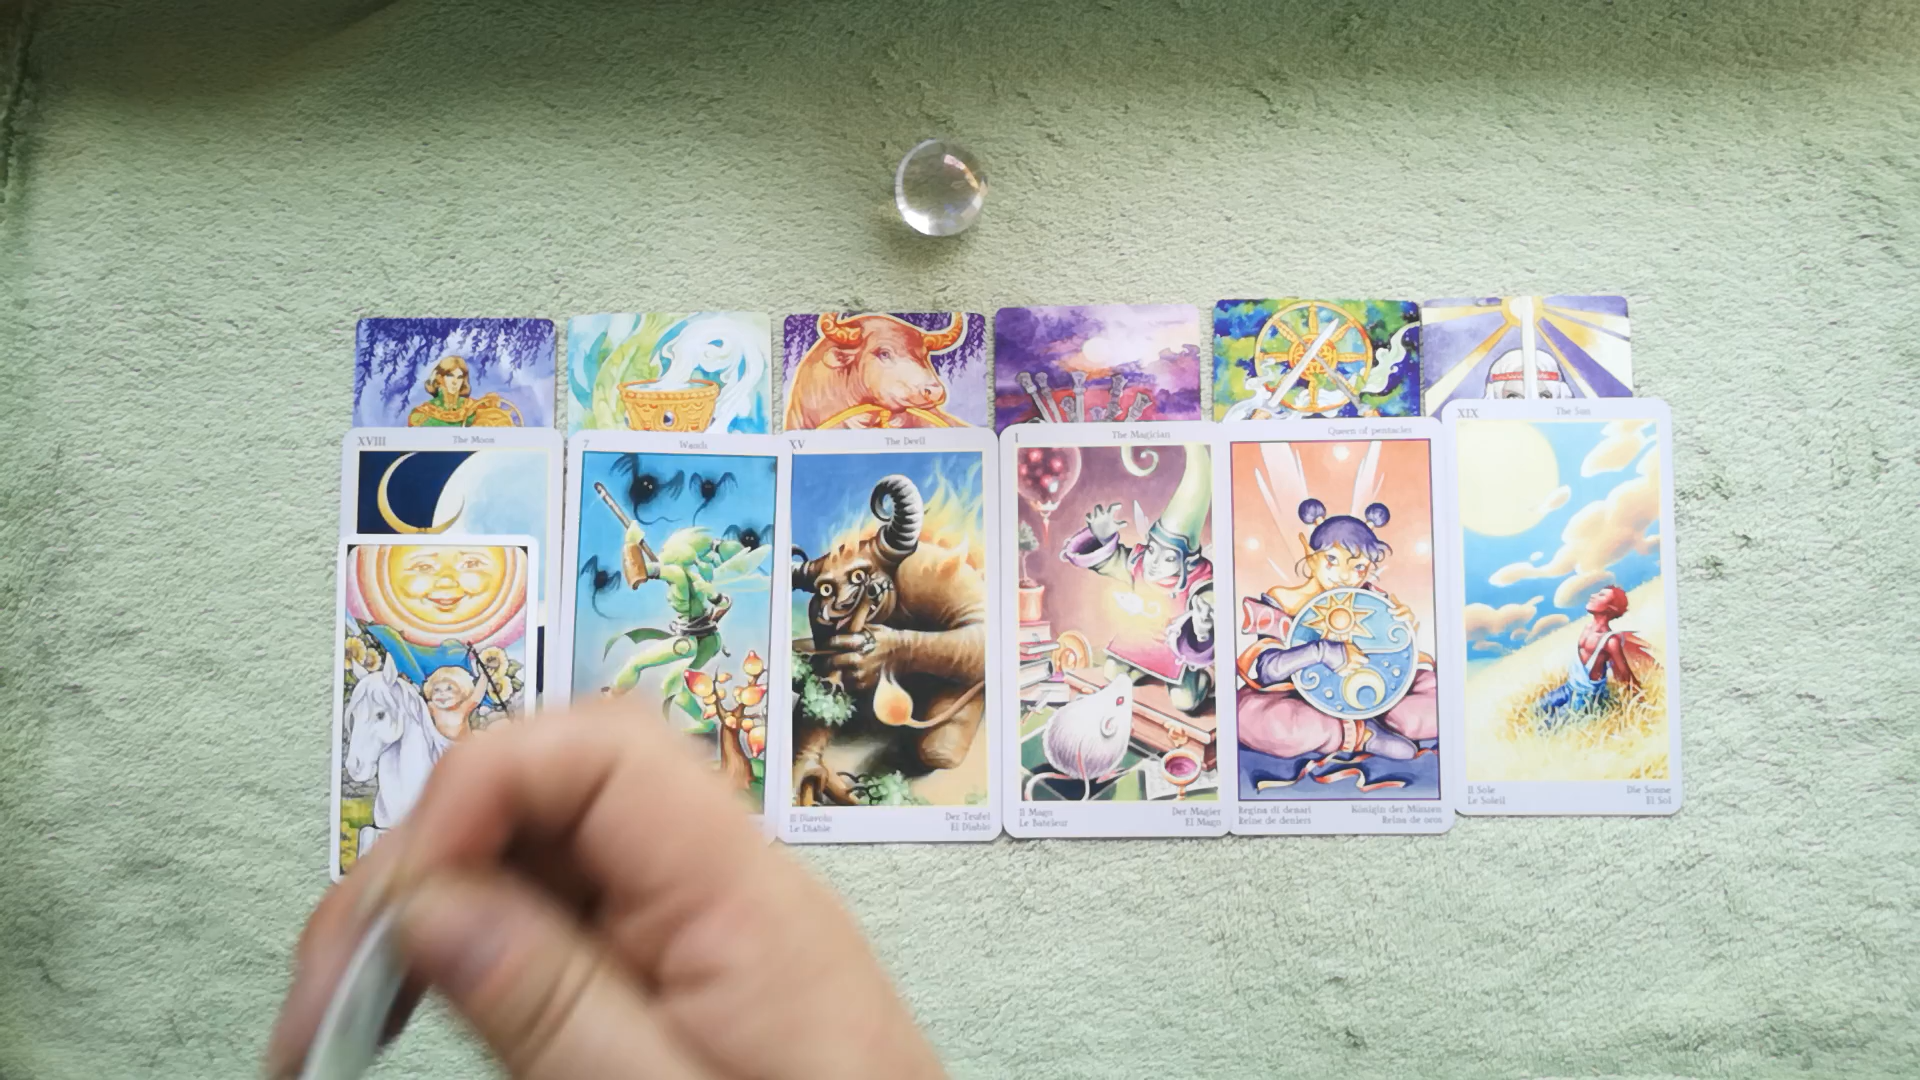 XVIII The Moon
7 Wands
XV The Devil
I The Magician
Queen of pentacles
XIX The Sun
Il Diavolo
Le Diable
Der Teufel
El Diablo
Il Mago
Le Bateleur
Der Magier
El Mago
Regina di denari
Reine de deniers
Königin der Münzen
Reina de oros
Il Sole
Le Soleil
Die Sonne
El Sol